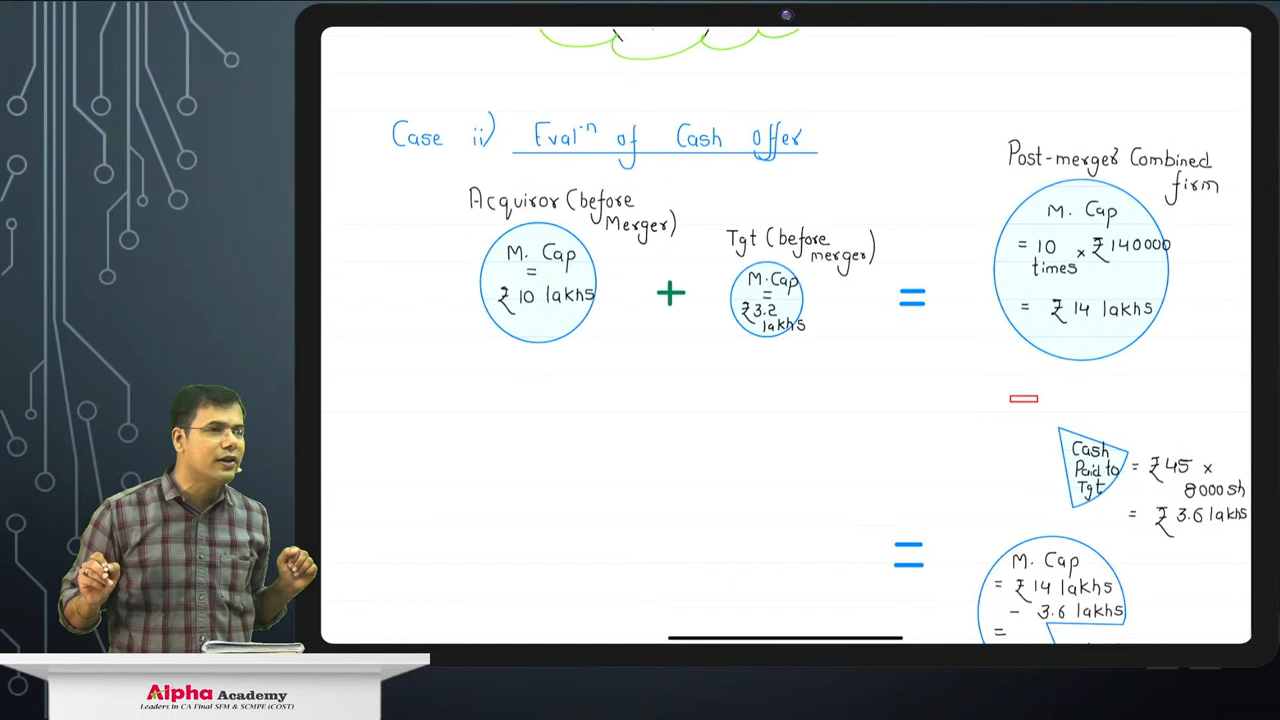 Case ii) Eval⁻ⁿ of Cash Offer
Acquiror (before
Merger)
M. Cap
=
₹ 10 lakhs
+
Tgt (before
merger)
M. Cap
=
₹3.2
lakhs
=
Post-merger Combined
firm
M. Cap
= 10 × ₹140000
times
= ₹ 14 lakhs
Cash
Paid to
Tgt
= ₹45 ×
8000 sh
= ₹ 3.6 lakhs
=
M. Cap
= ₹14 lakhs
- 3.6 lakhs
=
Alpha Academy
Leaders in CA Final SFM & SCMPE (COST)